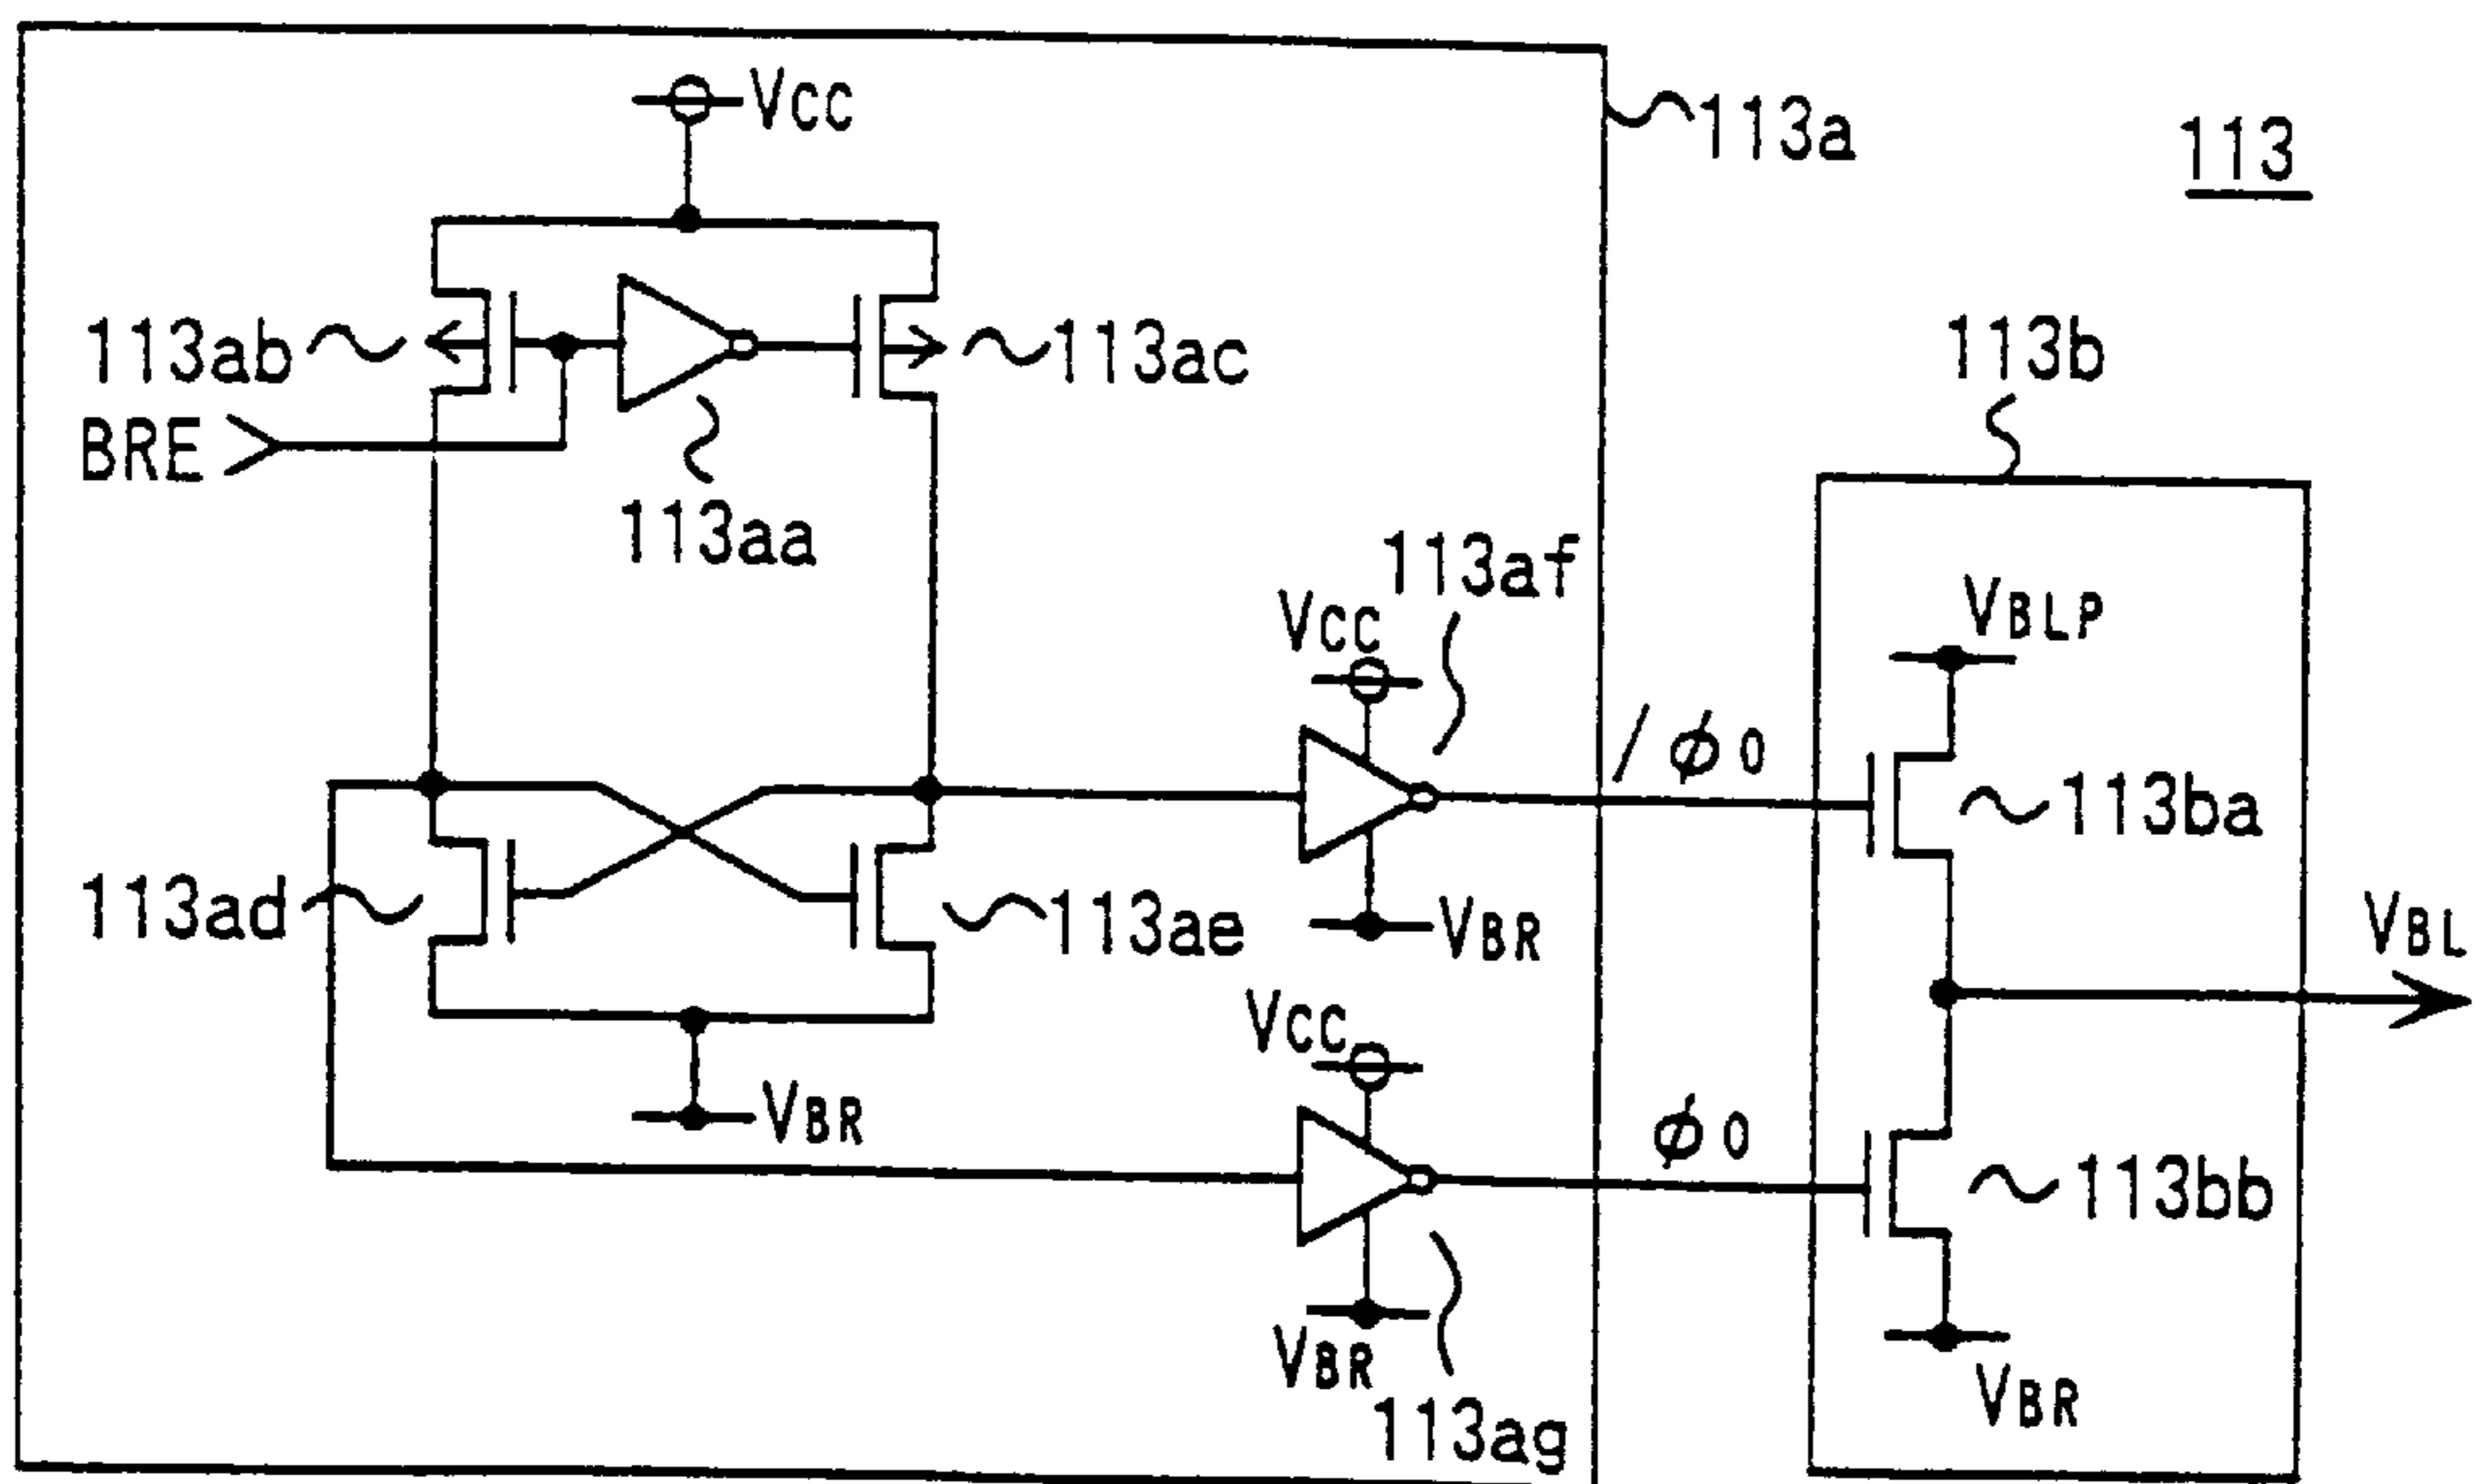 VCC
113a
113
113ab
113ac
113b
BRE
113aa
113af
VCC
VBLP
/φ0
113ba
113ad
113ae
VBR
VBL
VCC
VBR
φ0
113bb
VBR
VBR
113ag